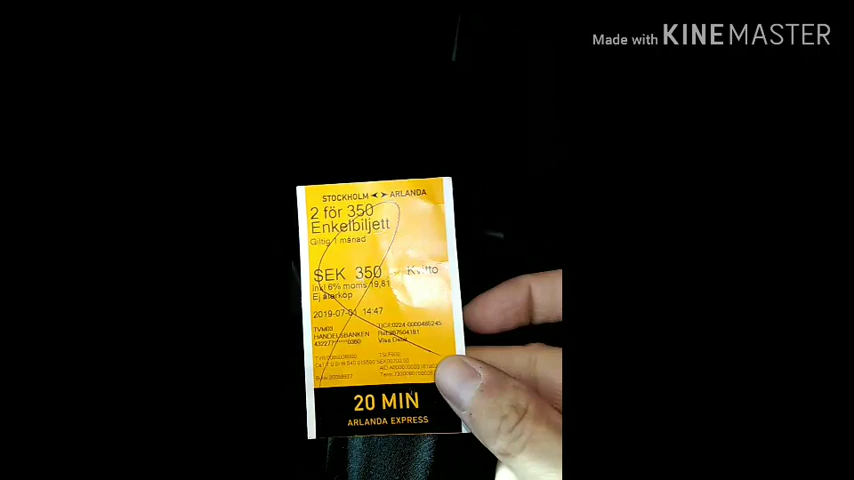 Made with KINEMASTER
STOCKHOLM ARLANDA
2 för 350
Enkelbiljett
Giltig 1 månad
SEK 350 Kvitto
Inkl 6% moms 19,81
Ej återköp
2019-07-01 14:47
TVM03
HANDELSBANKEN
Visa Debit
20 MIN
ARLANDA EXPRESS